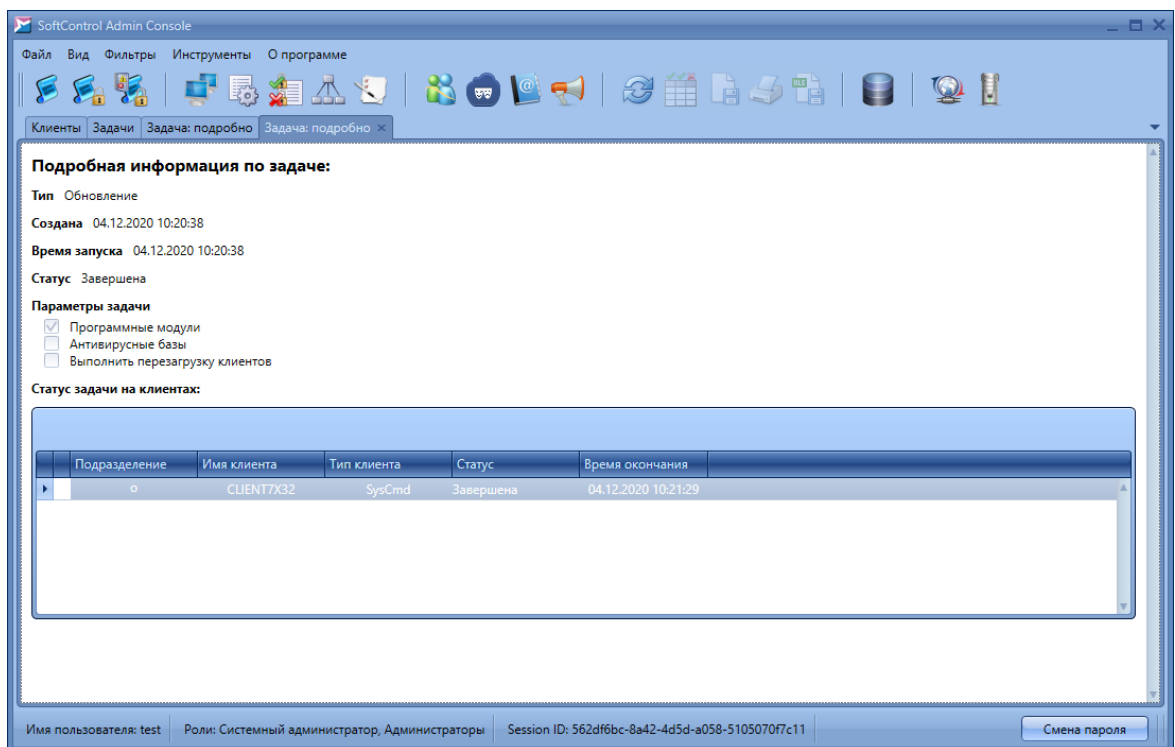 SoftControl Admin Console
Файл Вид Фильтры Инструменты О программе
Клиенты Задачи Задача: подробно Задача: подробно
Подробная информация по задаче:
Тип Обновление
Создана 04.12.2020 10:20:38
Время запуска 04.12.2020 10:20:38
Статус Завершена
Параметры задачи
Программные модули
Антивирусные базы
Выполнить перезагрузку клиентов
Статус задачи на клиентах:
Подразделение Имя клиента Тип клиента Статус Время окончания
CLIENT7X32 SysCmd Завершена 04.12.2020 10:21:29
Имя пользователя: test Роли: Системный администратор, Администраторы Session ID: 562df6bc-8a42-4d5d-a058-5105070f7c11 Смена пароля